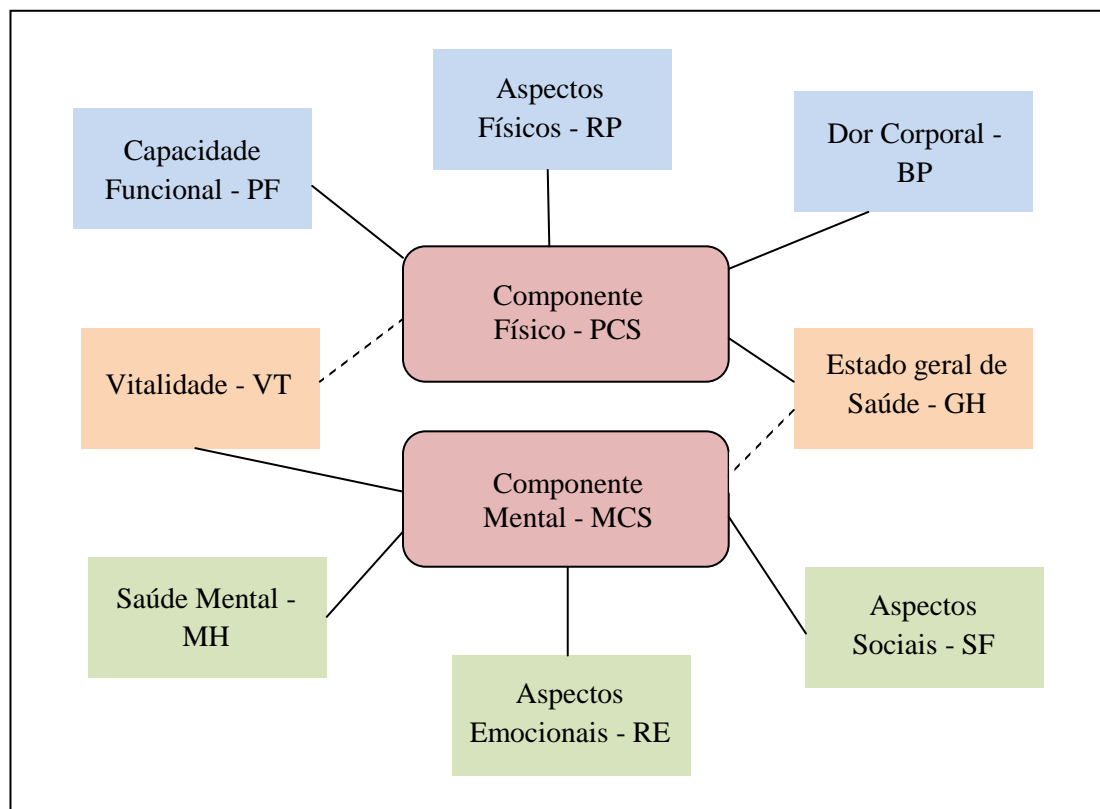 Aspectos
Físicos - RP
Capacidade
Funcional - PF
Dor Corporal -
BP
Componente
Físico - PCS
Vitalidade - VT
Estado geral de
Saúde - GH
Componente
Mental - MCS
Saúde Mental -
MH
Aspectos
Sociais - SF
Aspectos
Emocionais - RE